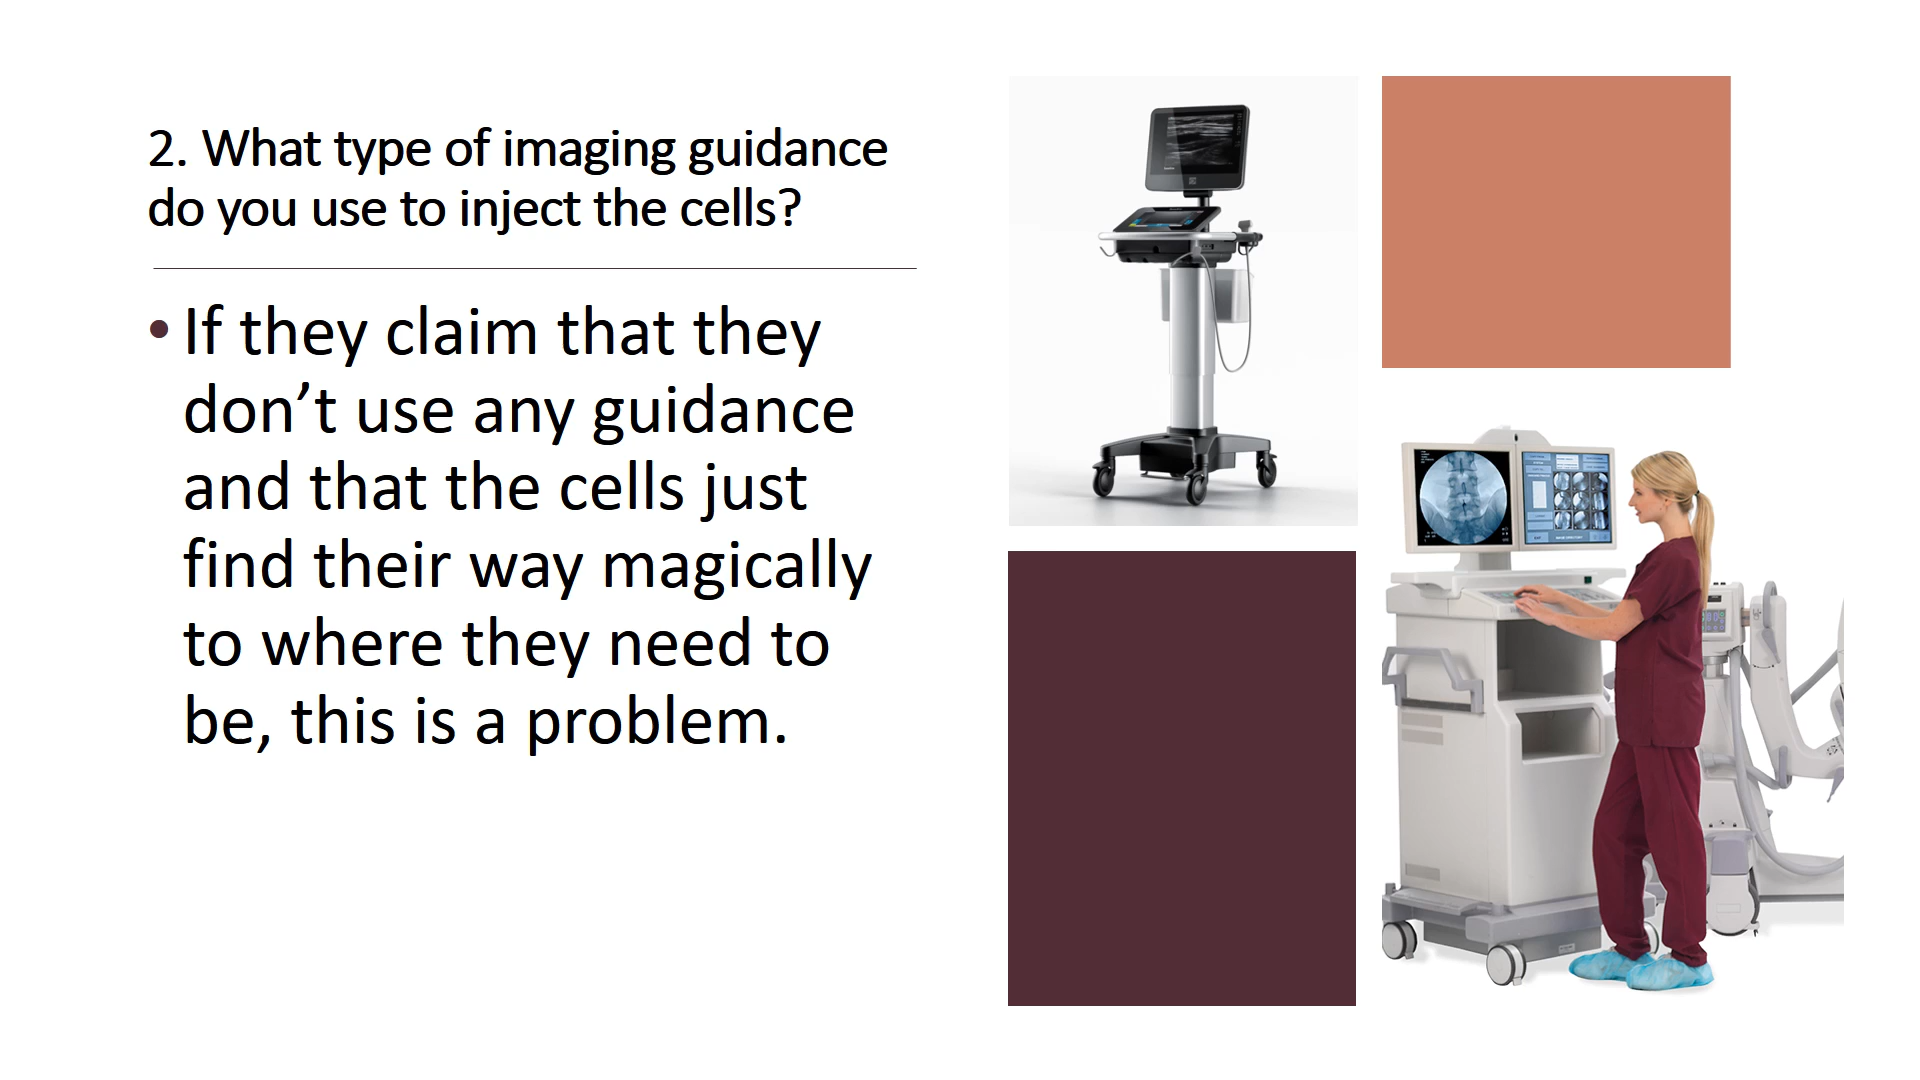 2. What type of imaging guidance
do you use to inject the cells?
• If they claim that they
don’t use any guidance
and that the cells just
find their way magically
to where they need to
be, this is a problem.